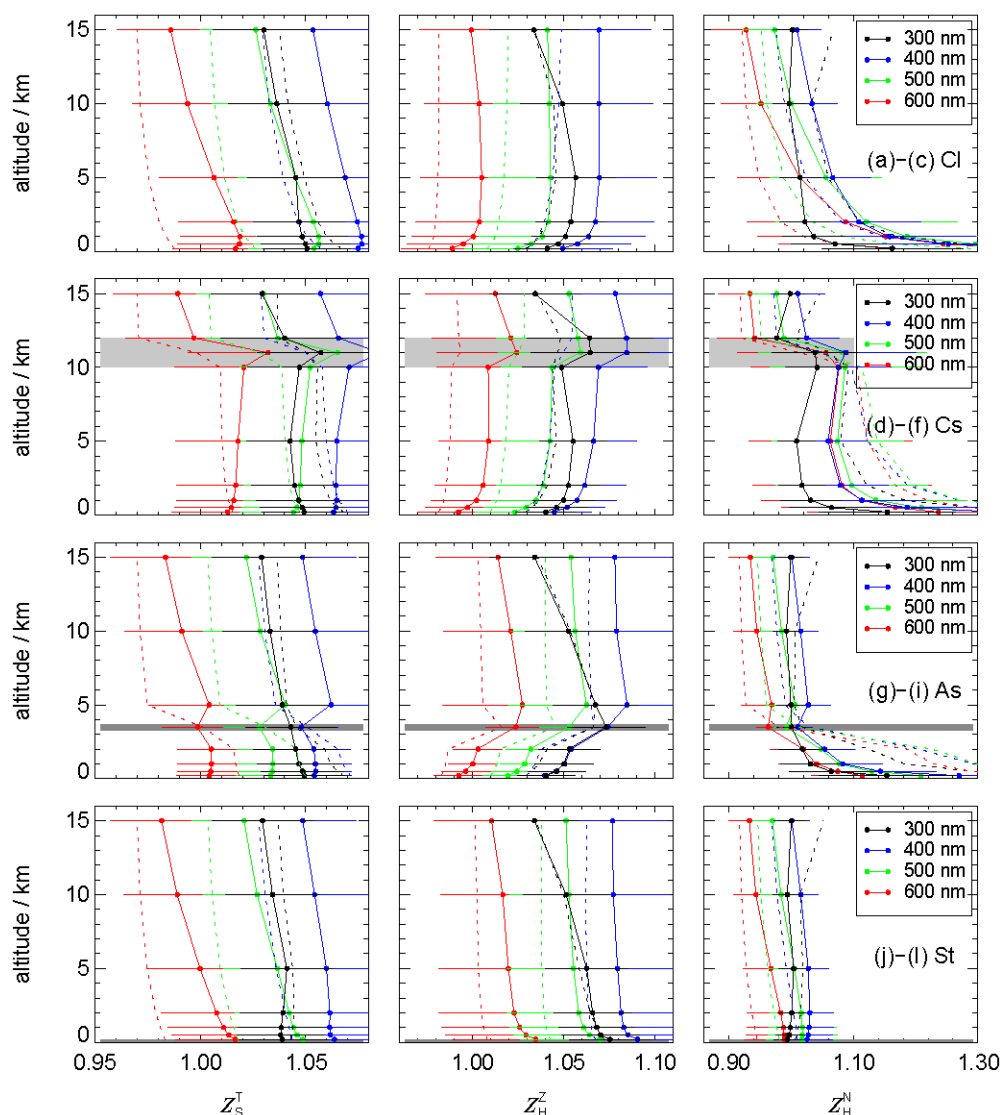 15
10
5
0
altitude / km
300 nm
400 nm
500 nm
600 nm
(a)-(c) Cl
15
10
5
0
altitude / km
300 nm
400 nm
500 nm
600 nm
(d)-(f) Cs
15
10
5
0
altitude / km
300 nm
400 nm
500 nm
600 nm
(g)-(i) As
15
10
5
0
altitude / km
300 nm
400 nm
500 nm
600 nm
(j)-(l) St
0.95 1.00 1.05 1.00 1.05 1.10 0.90 1.10 1.30
Z_S^T Z_H^Z Z_H^N